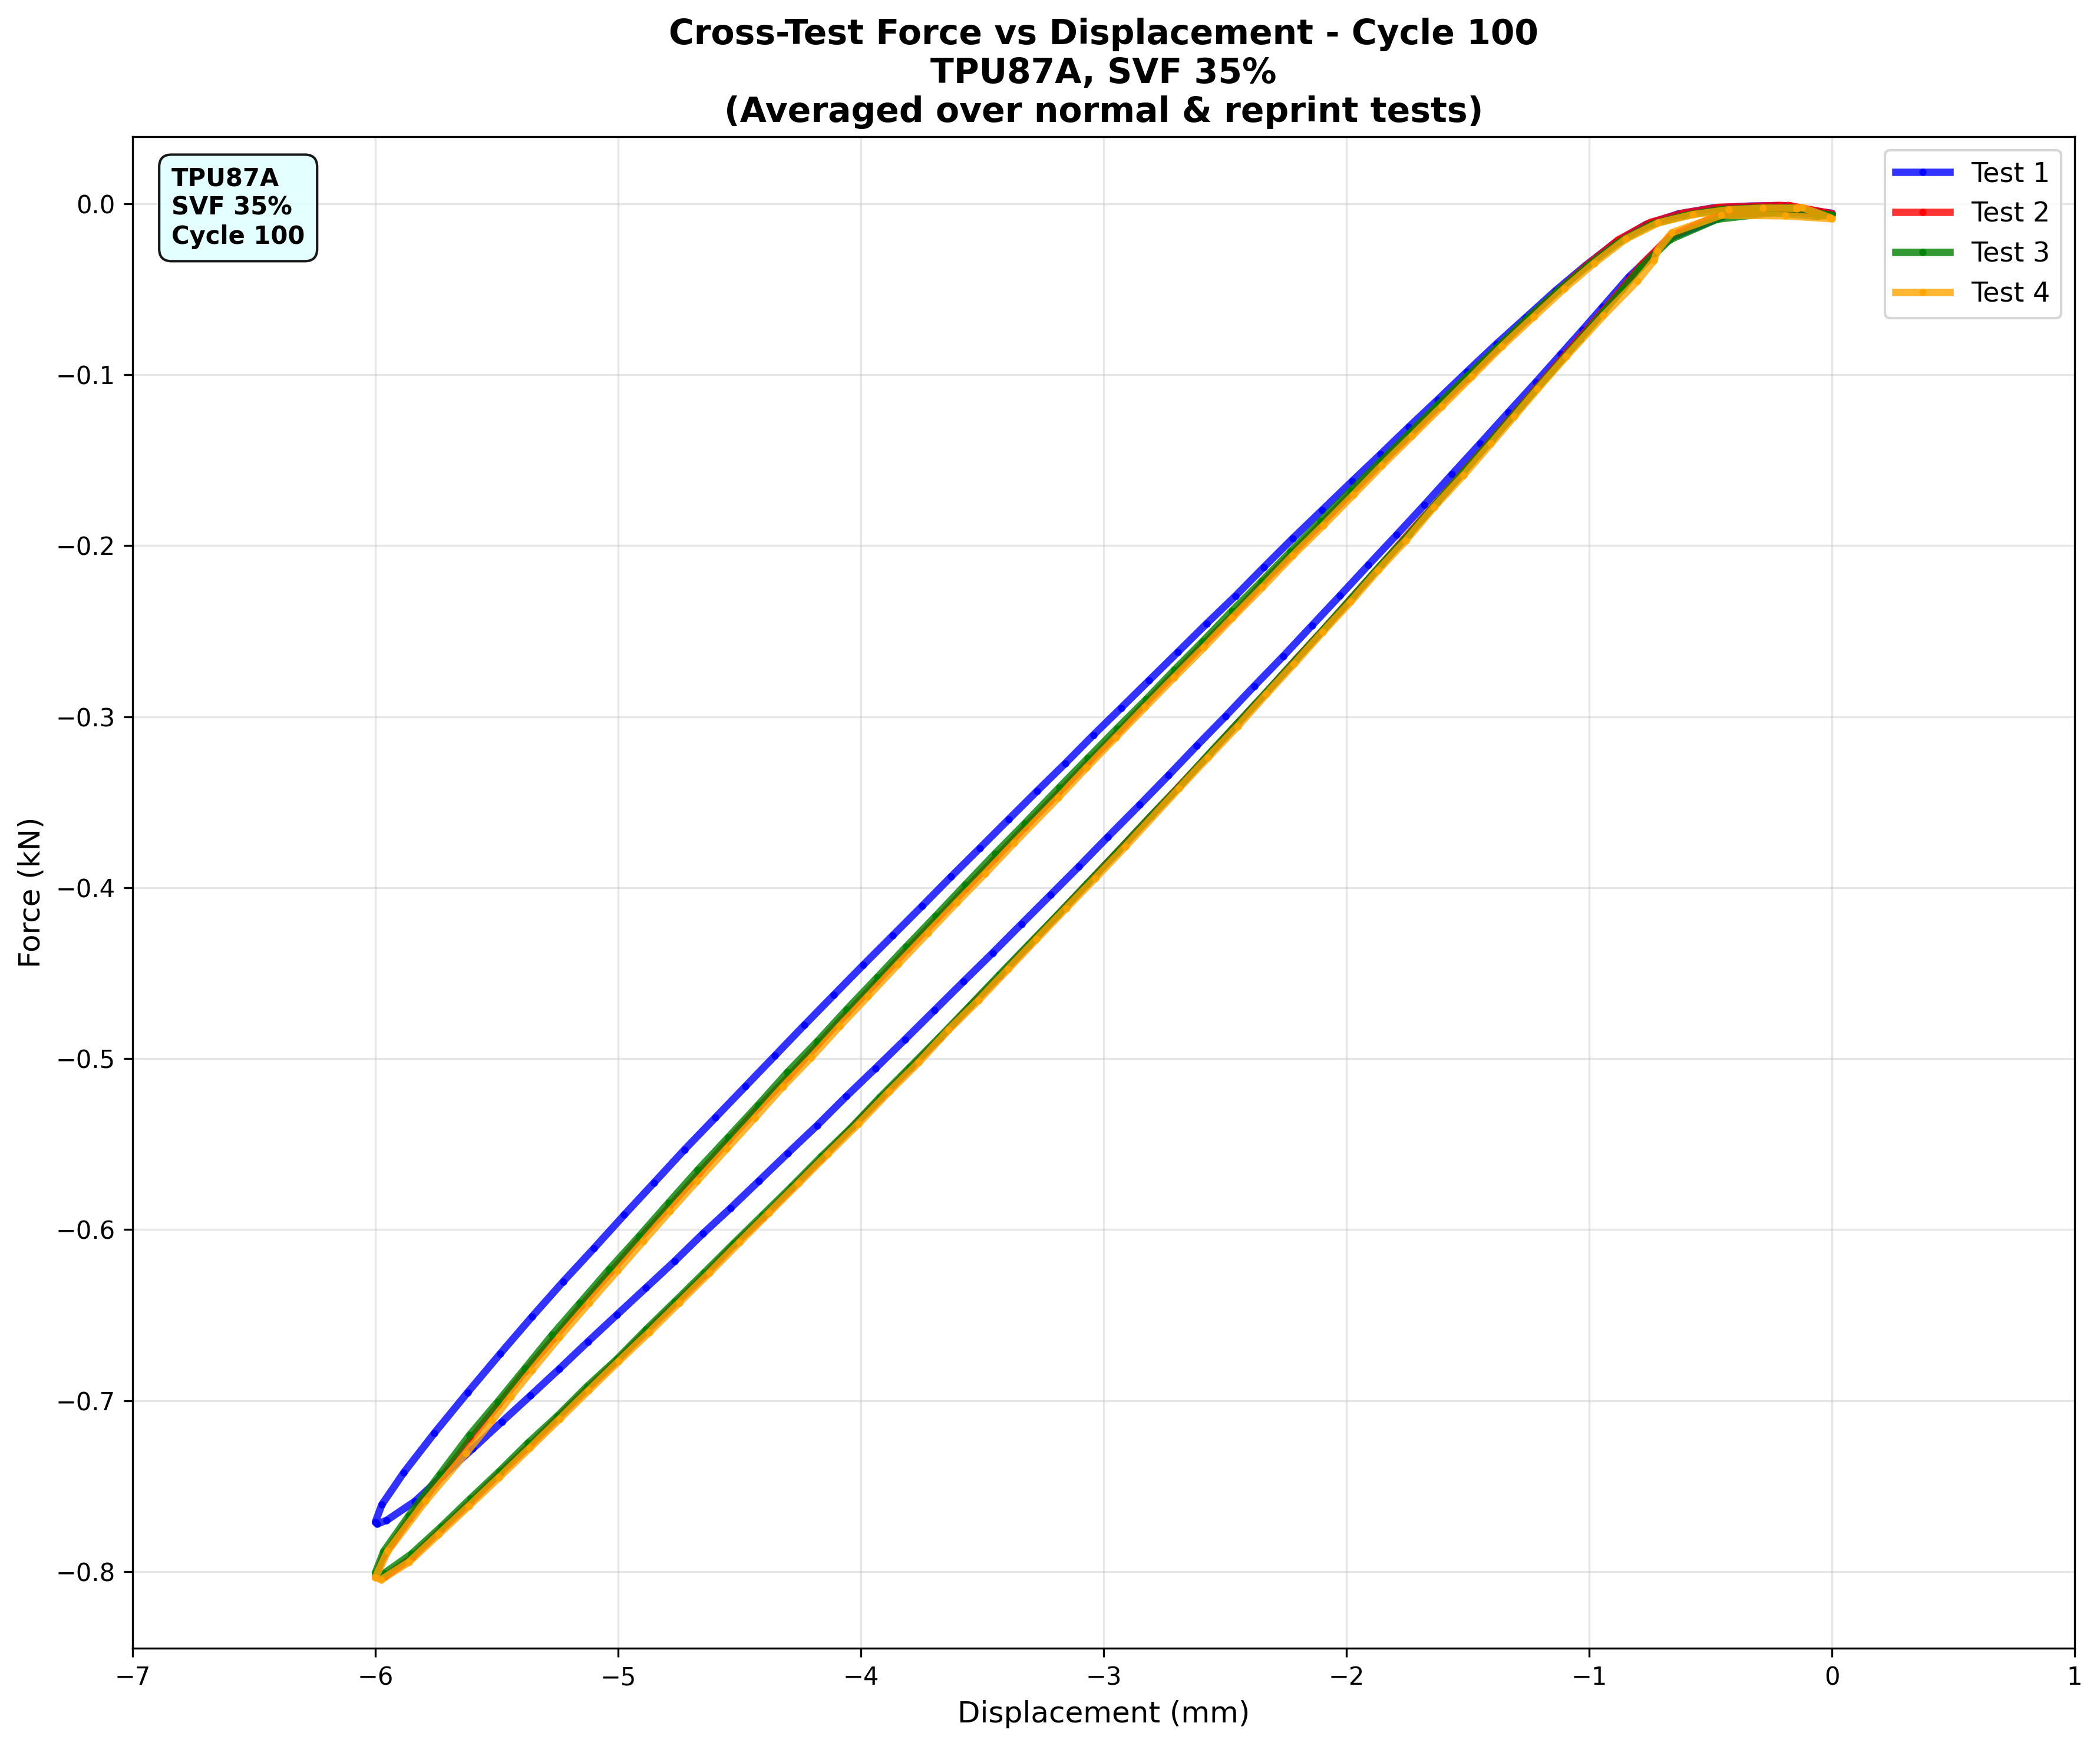 Cross-Test Force vs Displacement - Cycle 100
TPU87A, SVF 35%
(Averaged over normal & reprint tests)
TPU87A
SVF 35%
Cycle 100
Test 1
Test 2
Test 3
Test 4
0.0
−0.1
−0.2
−0.3
−0.4
−0.5
−0.6
−0.7
−0.8
Force (kN)
−7
−6
−5
−4
−3
−2
−1
0
1
Displacement (mm)